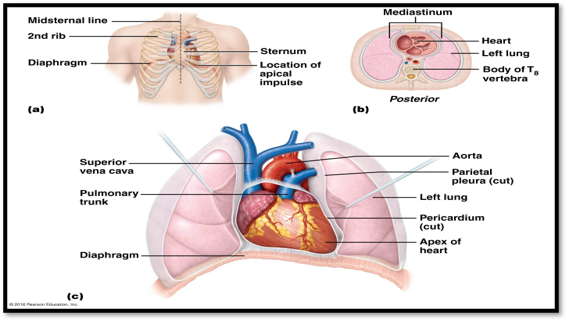 Midsternal line
2nd rib
Diaphragm
Sternum
Location of
apical
impulse
(a)
Mediastinum
Heart
Left lung
Body of T8
vertebra
Posterior
(b)
Superior
vena cava
Pulmonary
trunk
Diaphragm
Aorta
Parietal
pleura (cut)
Left lung
Pericardium
(cut)
Apex of
heart
(c)
© 2016 Pearson Education, Inc.